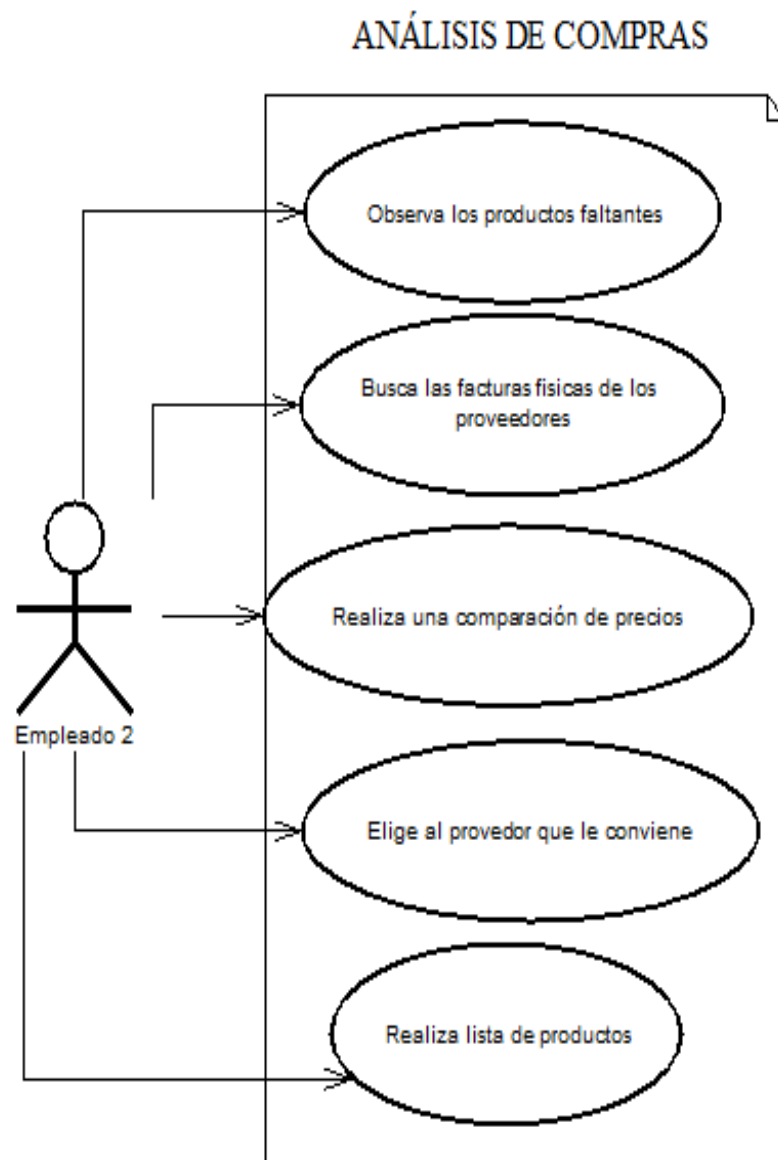 ANÁLISIS DE COMPRAS
Observa los productos faltantes
Busca las facturas fisicas de los
proveedores
Realiza una comparación de precios
Empleado 2
Elige al provedor que le conviene
Realiza lista de productos